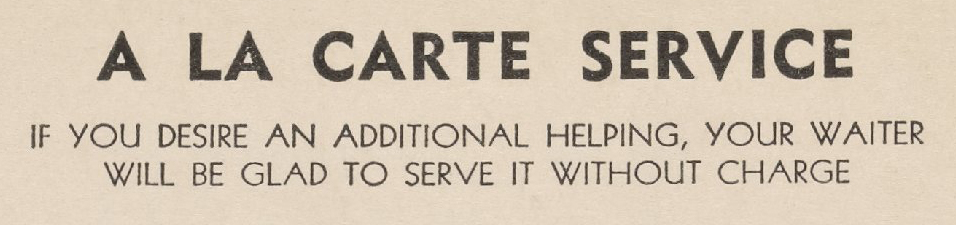 A LA CARTE SERVICE
IF YOU DESIRE AN ADDITIONAL HELPING, YOUR WAITER
WILL BE GLAD TO SERVE IT WITHOUT CHARGE